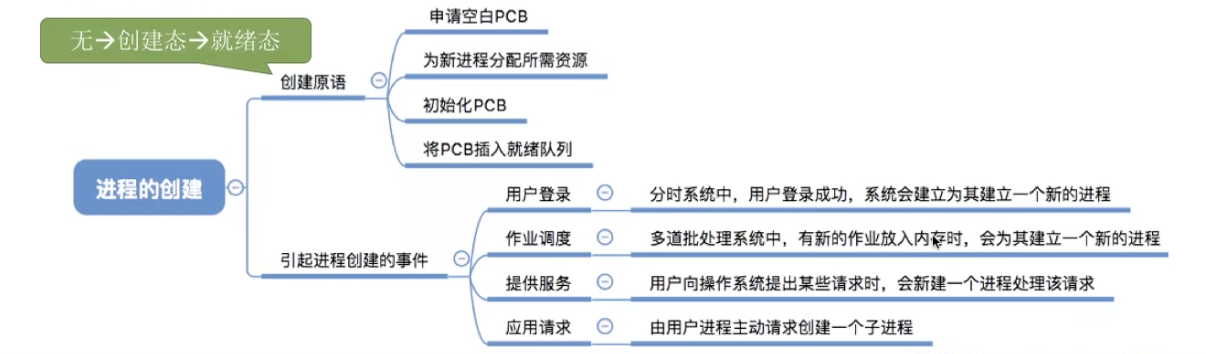 无→创建态→就绪态
申请空白PCB
为新进程分配所需资源
创建原语
初始化PCB
将PCB插入就绪队列
进程的创建
用户登录
分时系统中，用户登录成功，系统会建立为其建立一个新的进程
作业调度
多道批处理系统中，有新的作业放入内存时，会为其建立一个新的进程
引起进程创建的事件
提供服务
用户向操作系统提出某些请求时，会新建一个进程处理该请求
应用请求
由用户进程主动请求创建一个子进程